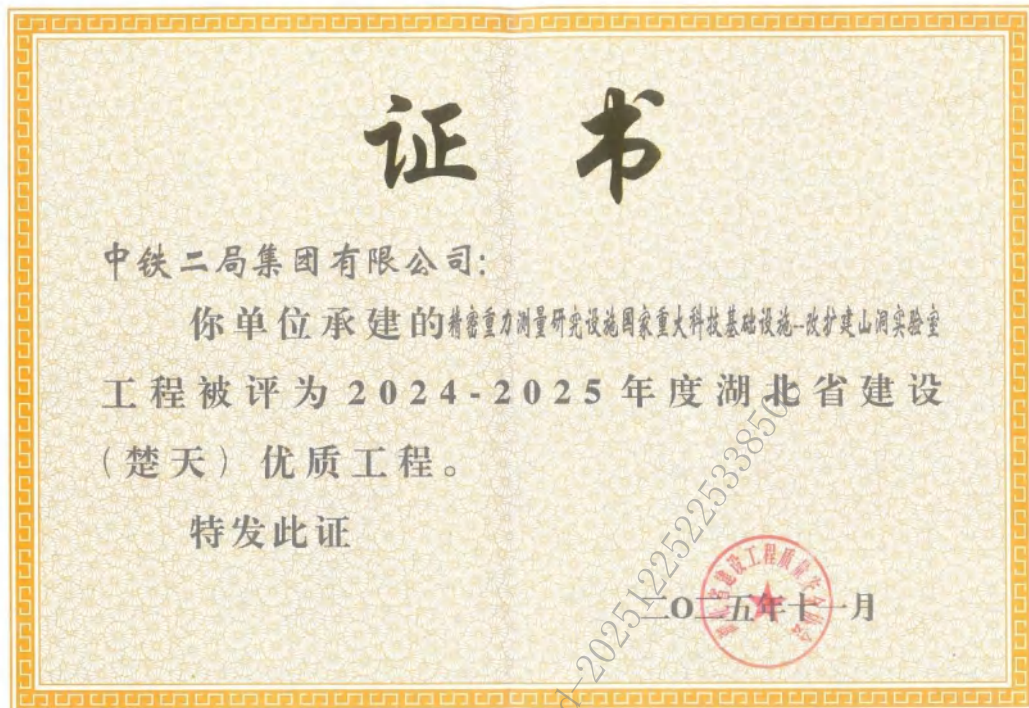 证书
中铁二局集团有限公司:
你单位承建的精密重力测量研究设施国家重大科技基础设施--改扩建山洞实验室
工程被评为2024-2025年度湖北省建设
(楚天)优质工程。
特发此证
二〇二五年十一月